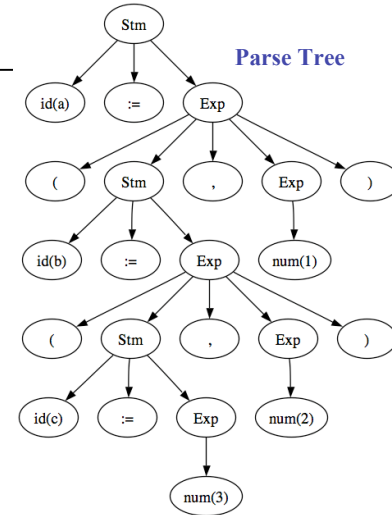 Stm
Parse Tree
id(a) := Exp
( Stm , Exp )
id(b) := Exp num(1)
( Stm , Exp )
id(c) := Exp num(2)
num(3)